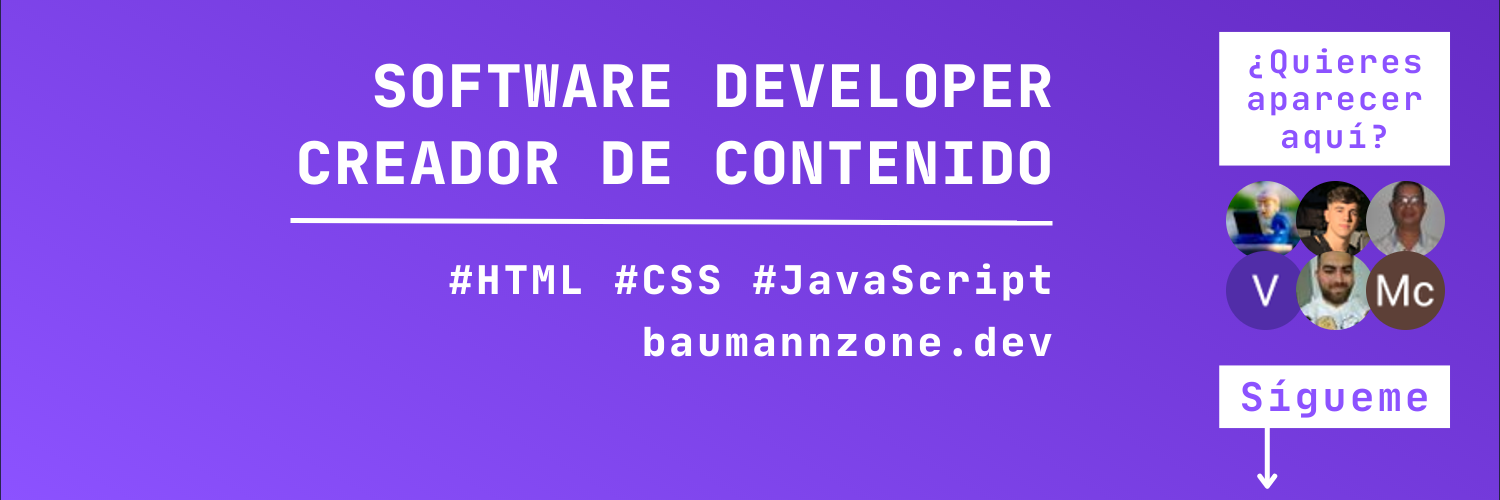 SOFTWARE DEVELOPER
CREADOR DE CONTENIDO
#HTML #CSS #JavaScript
baumannzone.dev
¿Quieres
aparecer
aquí?
V
Mc
Sígueme